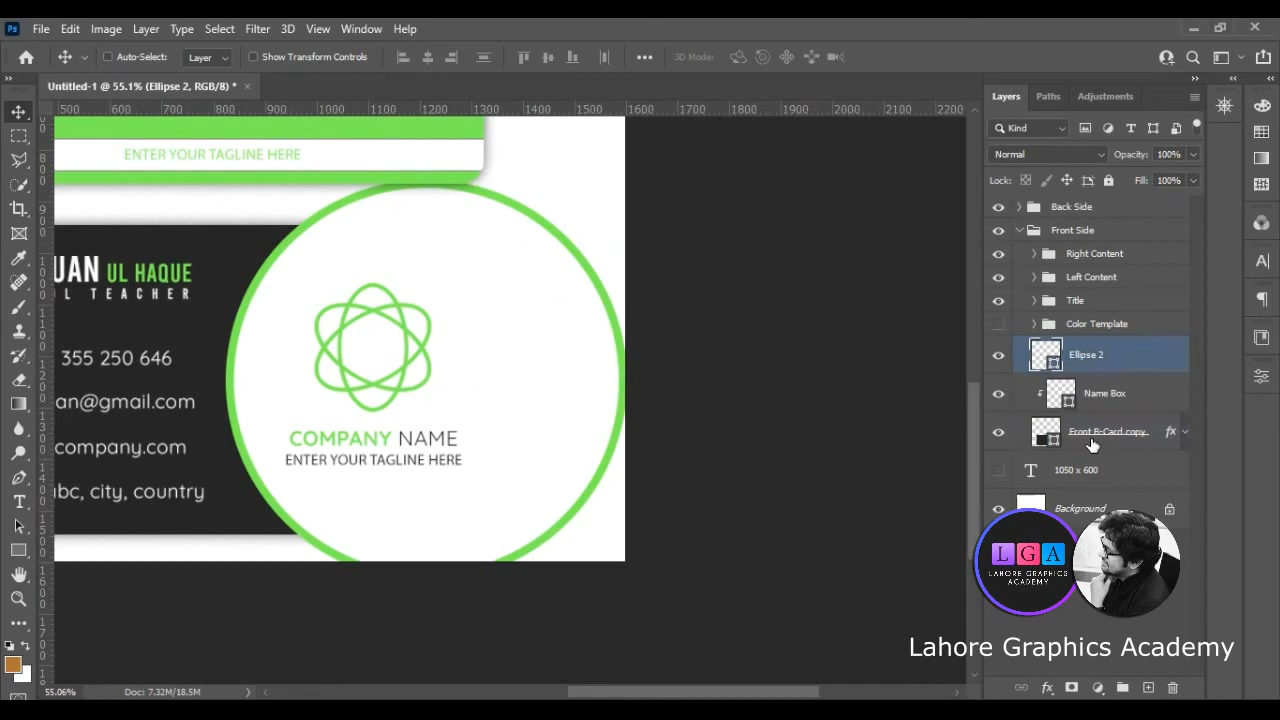 File Edit Image Layer Type Select Filter 3D View Window Help
Auto-Select: Layer Show Transform Controls 3D Mode:
Untitled-1 @ 55.1% (Ellipse 2, RGB/8) *
500 600 700 800 900 1000 1100 1200 1300 1400 1500 1600 1700 1800 1900 2000 2100 2200
ENTER YOUR TAGLINE HERE
UAN UL HAQUE
L TEACHER
355 250 646
an@gmail.com
company.com
abc, city, country
COMPANY NAME
ENTER YOUR TAGLINE HERE
Layers Paths Adjustments
Kind
Normal Opacity: 100%
Lock: Fill: 100%
Back Side
Front Side
Right Content
Left Content
Title
Color Template
Ellipse 2
Name Box
Front B-Card copy
fx
1050 x 600
Background
LGA
LAHORE GRAPHICS
ACADEMY
Lahore Graphics Academy
55.06% Doc: 7.32M/18.5M